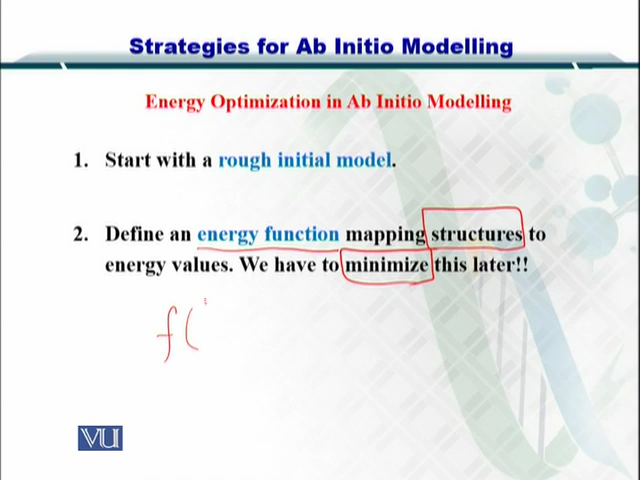 Strategies for Ab Initio Modelling
Energy Optimization in Ab Initio Modelling
1. Start with a rough initial model.
2. Define an energy function mapping structures to
energy values. We have to minimize this later!!
f(
VU